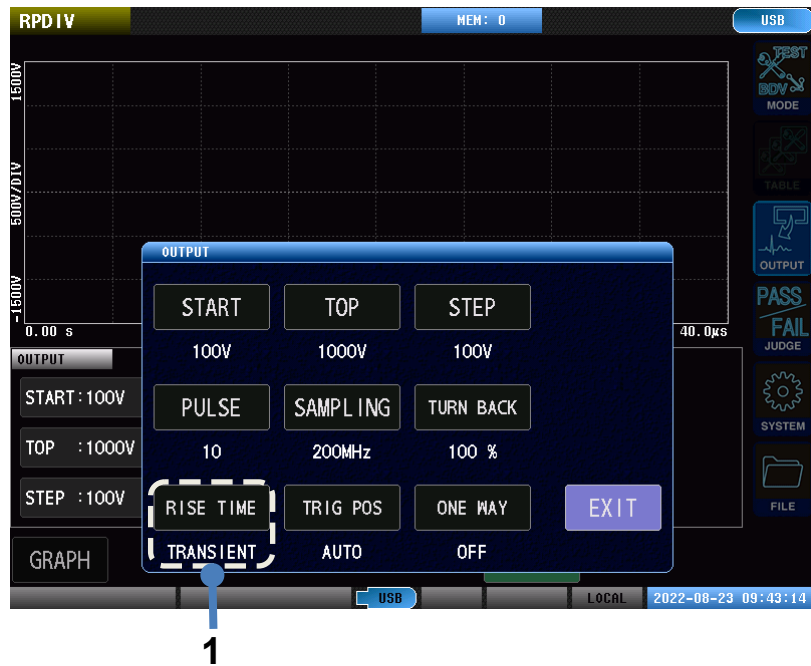 RPDIV
MEM: 0
USB
1500V
500V/DIV
-1500V
0.00 s
40.0µs
TEST
BDV
MODE
TABLE
OUTPUT
PASS
FAIL
JUDGE
SYSTEM
FILE
OUTPUT
START:100V
TOP :1000V
STEP :100V
GRAPH
OUTPUT
START TOP STEP
100V 1000V 100V
PULSE SAMPLING TURN BACK
10 200MHz 100 %
RISE TIME TRIG POS ONE WAY EXIT
TRANSIENT AUTO OFF
USB
LOCAL
2022-08-23 09:43:14
1